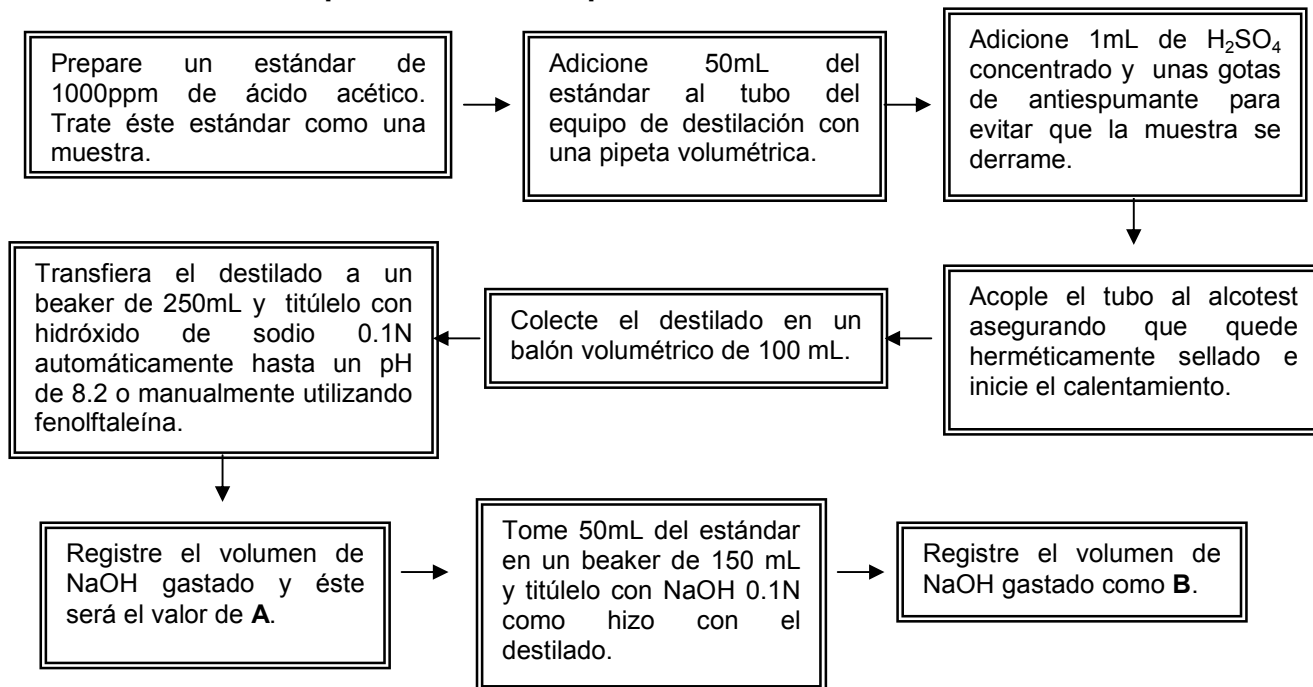 Prepare un estándar de
1000ppm de ácido acético.
Trate éste estándar como una
muestra.
Adicione 50mL del
estándar al tubo del
equipo de destilación con
una pipeta volumétrica.
Adicione 1mL de H₂SO₄
concentrado y unas gotas
de antiespumante para
evitar que la muestra se
derrame.
Acople el tubo al alcotest
asegurando que quede
herméticamente sellado e
inicie el calentamiento.
Colecte el destilado en un
balón volumétrico de 100 mL.
Transfiera el destilado a un
beaker de 250mL y titúlelo con
hidróxido de sodio 0.1N
automáticamente hasta un pH
de 8.2 o manualmente utilizando
fenolftaleína.
Registre el volumen de
NaOH gastado y éste
será el valor de A.
Tome 50mL del estándar
en un beaker de 150 mL
y titúlelo con NaOH 0.1N
como hizo con el
destilado.
Registre el volumen de
NaOH gastado como B.